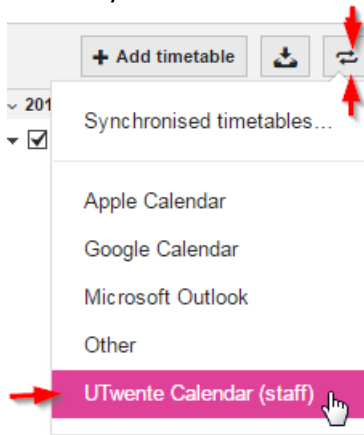 + Add timetable
201
Synchronised timetables...
Apple Calendar
Google Calendar
Microsoft Outlook
Other
UTwente Calendar (staff)